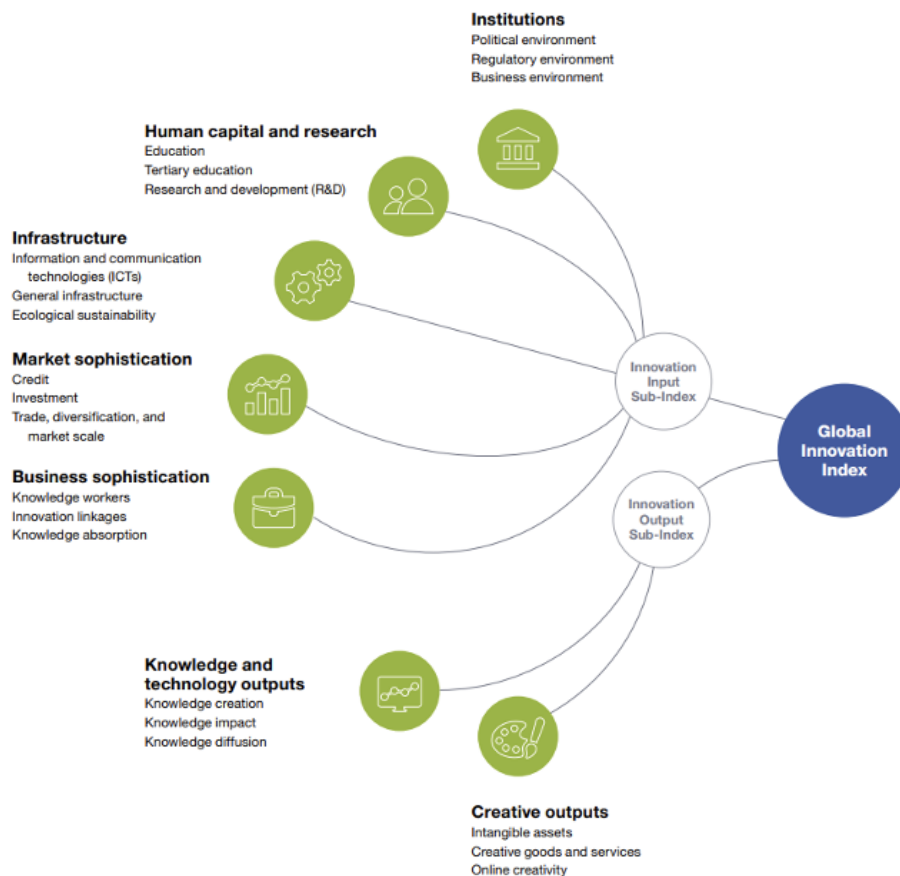 Institutions
Political environment
Regulatory environment
Business environment
Human capital and research
Education
Tertiary education
Research and development (R&D)
Infrastructure
Information and communication
technologies (ICTs)
General infrastructure
Ecological sustainability
Market sophistication
Credit
Investment
Trade, diversification, and
market scale
Business sophistication
Knowledge workers
Innovation linkages
Knowledge absorption
Innovation
Input
Sub-Index
Global
Innovation
Index
Innovation
Output
Sub-Index
Knowledge and
technology outputs
Knowledge creation
Knowledge impact
Knowledge diffusion
Creative outputs
Intangible assets
Creative goods and services
Online creativity